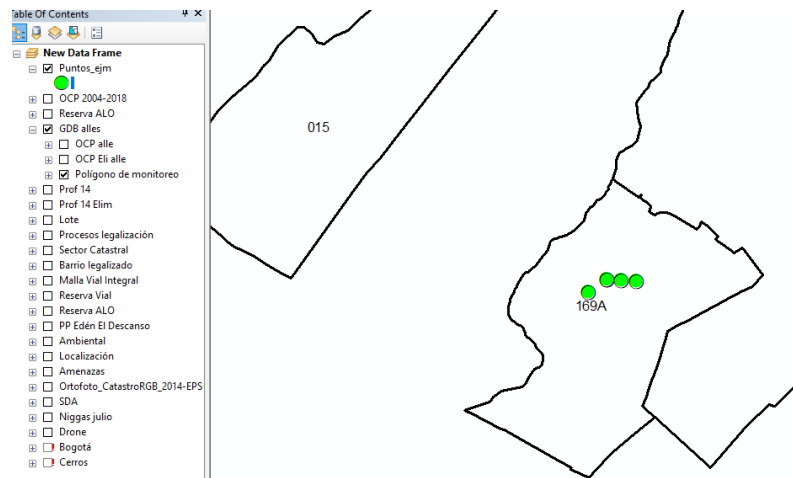 Table Of Contents
New Data Frame
Puntos_ejm
OCP 2004-2018
Reserva ALO
GDB alles
OCP alle
OCP Eli alle
Polígono de monitoreo
Prof 14
Prof 14 Elim
Lote
Procesos legalización
Sector Catastral
Barrio legalizado
Malla Vial Integral
Reserva Vial
Reserva ALO
PP Edén El Descanso
Ambiental
Localización
Amenazas
Ortofoto_CatastroRGB_2014-EPS
SDA
Niggas julio
Drone
Bogotá
Cerros
015
169A